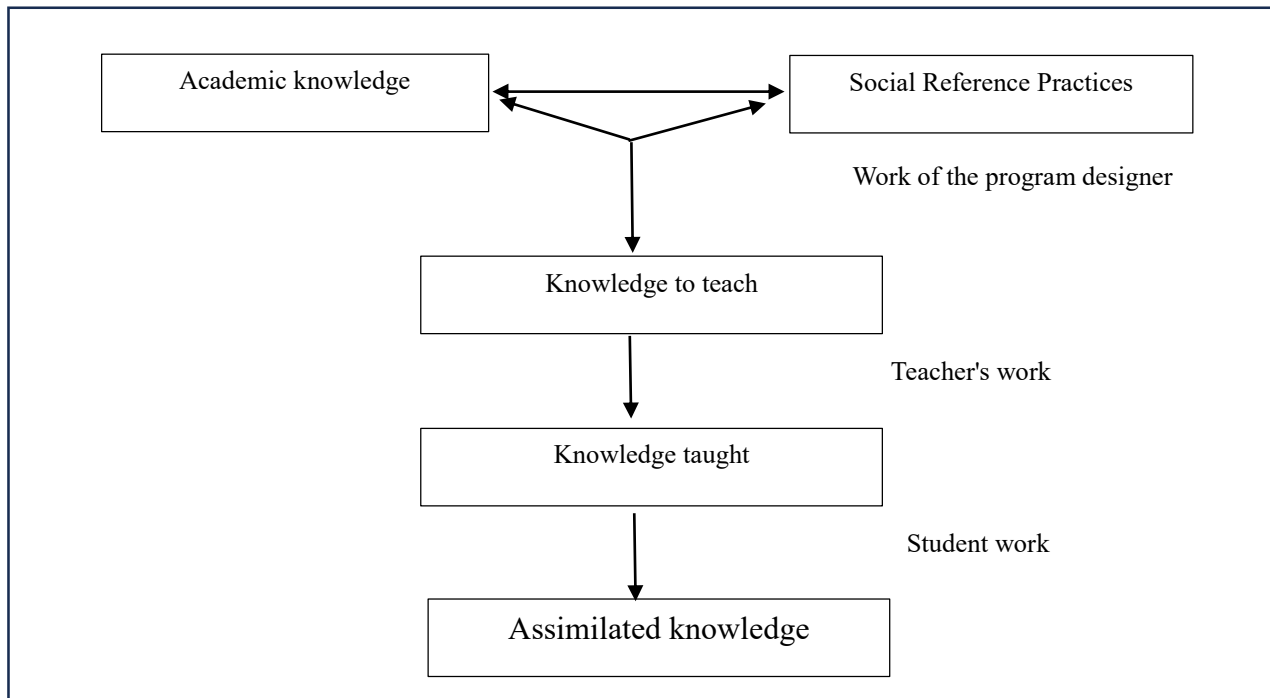 Academic knowledge
Social Reference Practices
Work of the program designer
Knowledge to teach
Teacher's work
Knowledge taught
Student work
Assimilated knowledge